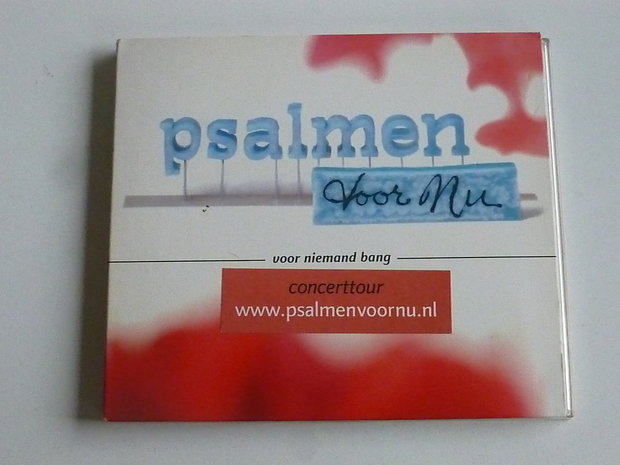 psalmen
Voor Nu
voor niemand bang
concerttour
www.psalmenvoornu.nl